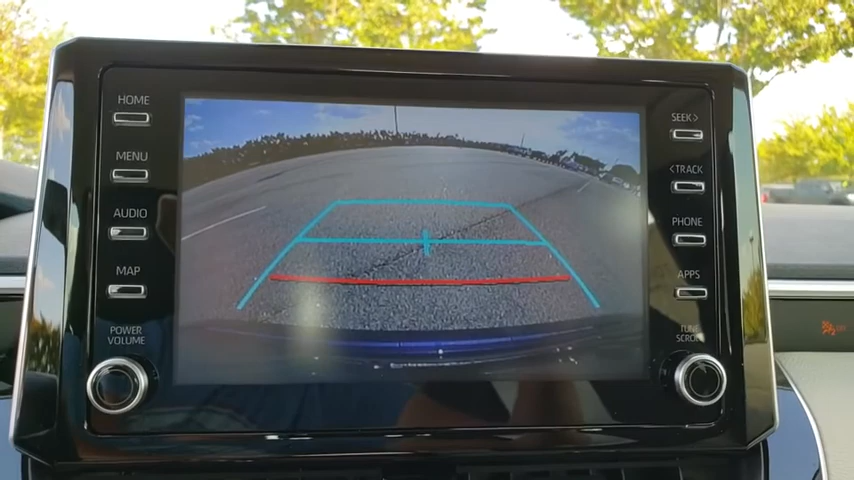 HOME
MENU
AUDIO
MAP
POWER
VOLUME
SEEK>
<TRACK
PHONE
APPS
TUNE
SCROLL